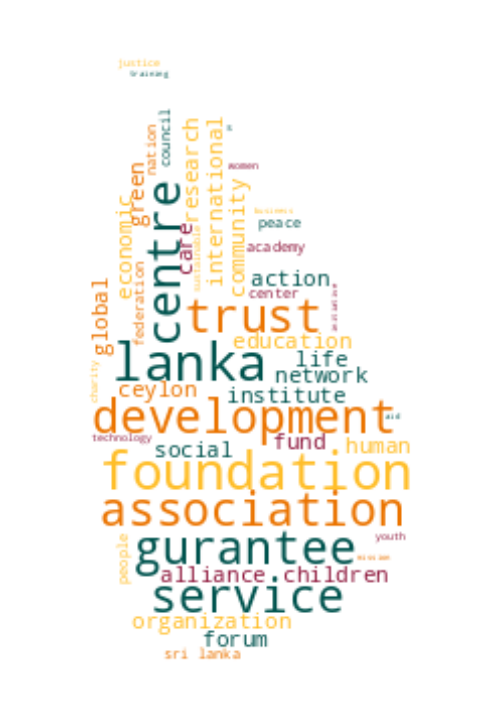 justice
training
council
nation
research
international
women
green
centre
care
economic
community
sustainable
business
peace
academy
action
center
global
federation
trust
initiative
education
lanka
life
network
charity
ceylon
institute
development
aid
technology
social
fund
human
foundation
association
gurantee
youth
people
mission
alliance
children
service
organization
forum
sri lanka